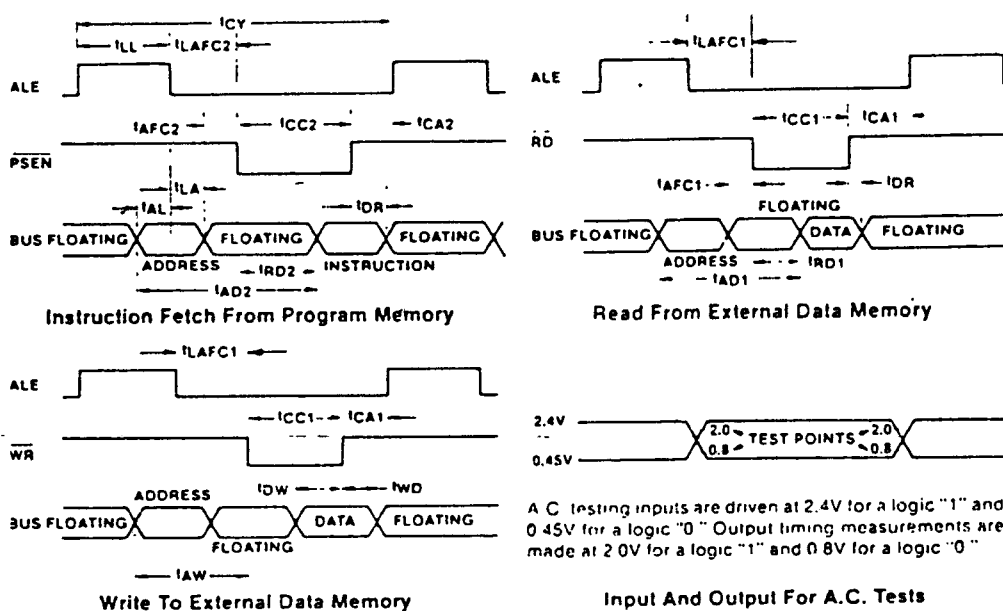 tCY
tLL
tLAFC2
ALE
tAFC2
tCC2
tCA2
PSEN
tLA
tAL
tDR
BUS FLOATING
FLOATING
FLOATING
ADDRESS
tRD2
INSTRUCTION
tAD2
Instruction Fetch From Program Memory
tLAFC1
ALE
tCC1
tCA1
RD
tAFC1
tDR
FLOATING
BUS FLOATING
DATA
FLOATING
ADDRESS
tRD1
tAD1
Read From External Data Memory
tLAFC1
ALE
tCC1
tCA1
WR
ADDRESS
tDW
tWD
BUS FLOATING
DATA
FLOATING
FLOATING
tAW
Write To External Data Memory
2.4V
2.0
TEST POINTS
2.0
0.8
0.8
0.45V
A.C. testing inputs are driven at 2.4V for a logic "1" and
0.45V for a logic "0." Output timing measurements are
made at 2.0V for a logic "1" and 0.8V for a logic "0."
Input And Output For A.C. Tests